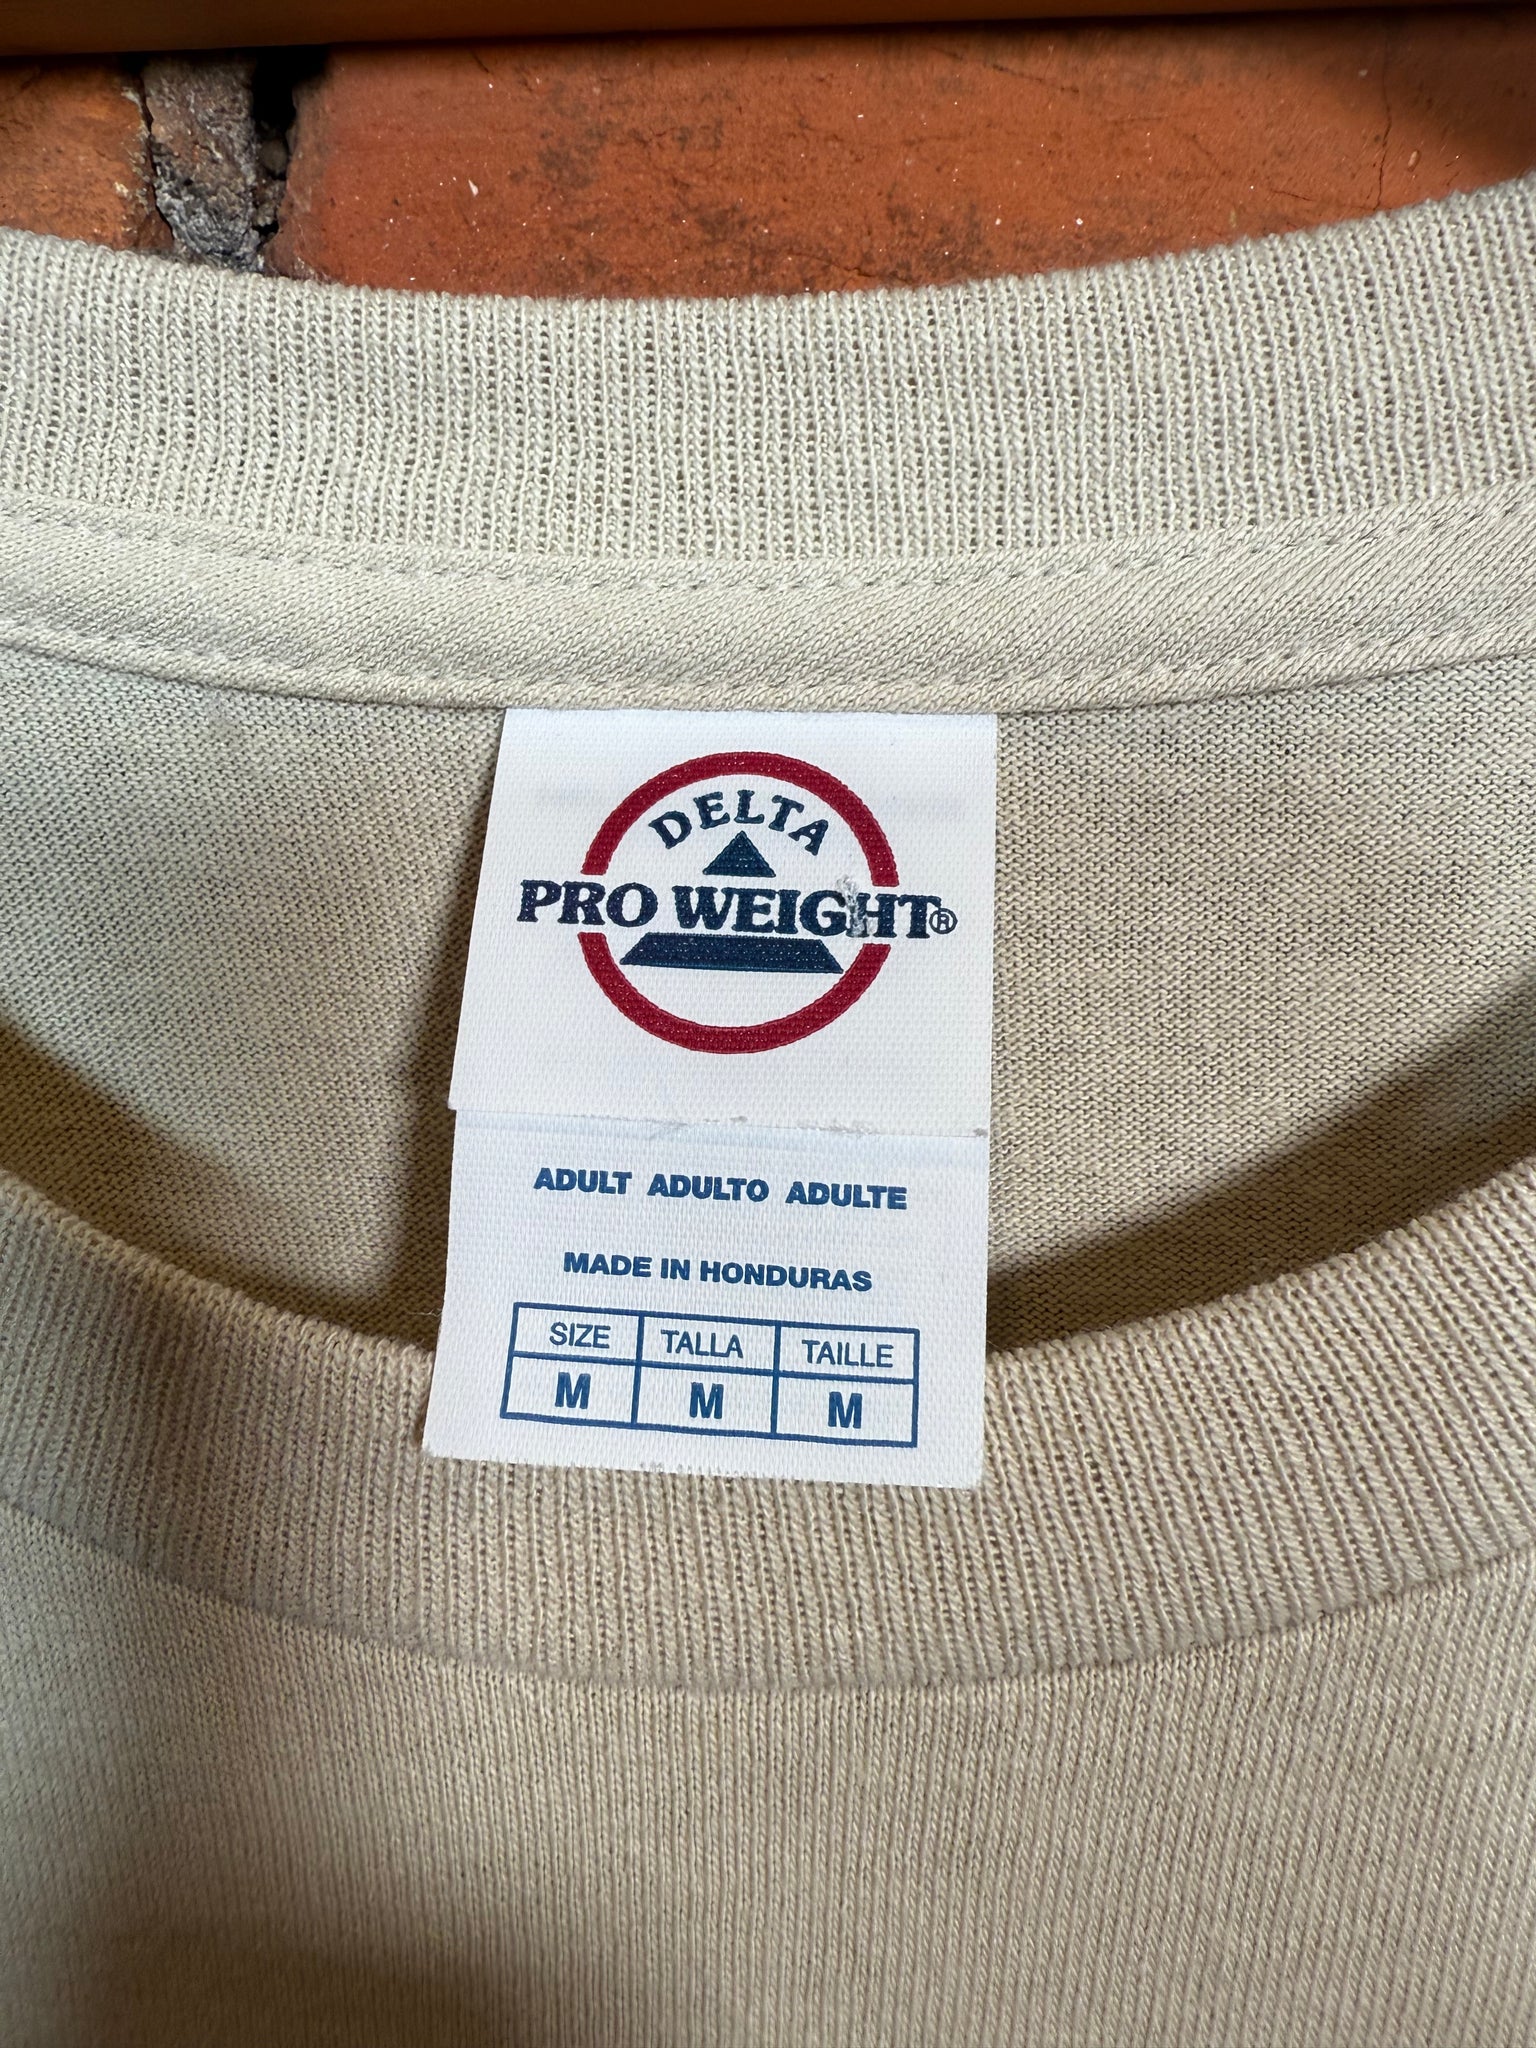 DELTA
PRO WEIGHT®
ADULT ADULTO ADULTE
MADE IN HONDURAS
SIZE TALLA TAILLE
M M M